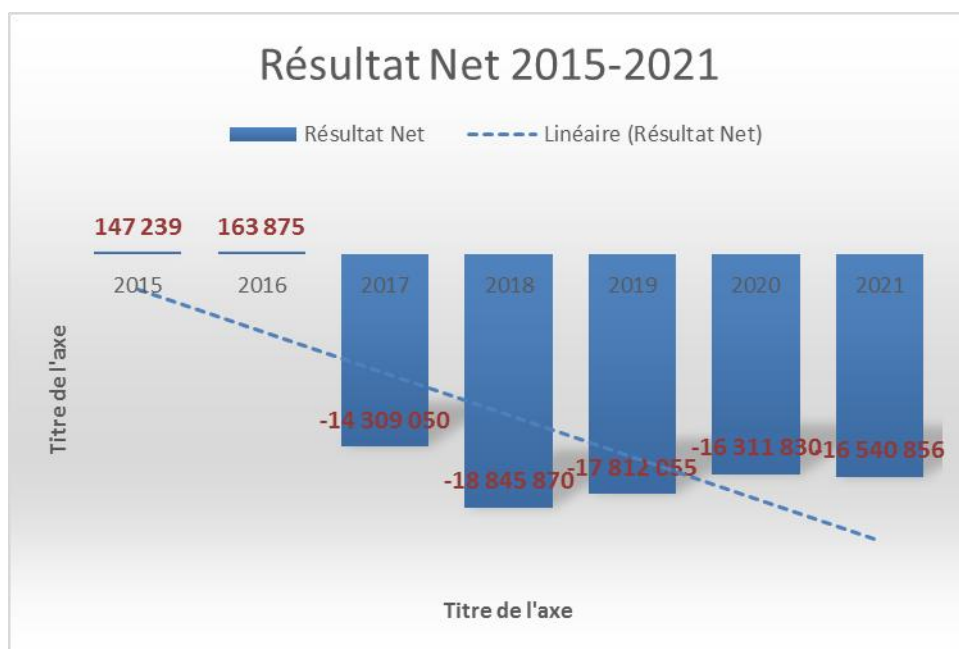 Résultat Net 2015-2021
Résultat Net
Linéaire (Résultat Net)
147 239
163 875
2015
2016
2017
2018
2019
2020
2021
Titre de l'axe
-14 309 050
-18 845 870
-17 812 055
-16 311 830
-16 540 856
Titre de l'axe